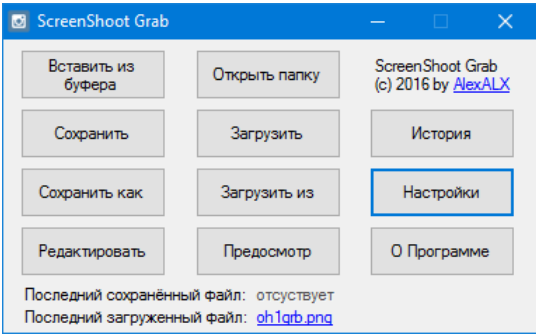 ScreenShoot Grab
Вставить из
буфера
Открыть папку
ScreenShoot Grab
(c) 2016 by AlexALX
Сохранить
Загрузить
История
Сохранить как
Загрузить из
Настройки
Редактировать
Предосмотр
О Программе
Последний сохранённый файл: отсуствует
Последний загруженный файл: oh1qrb.png